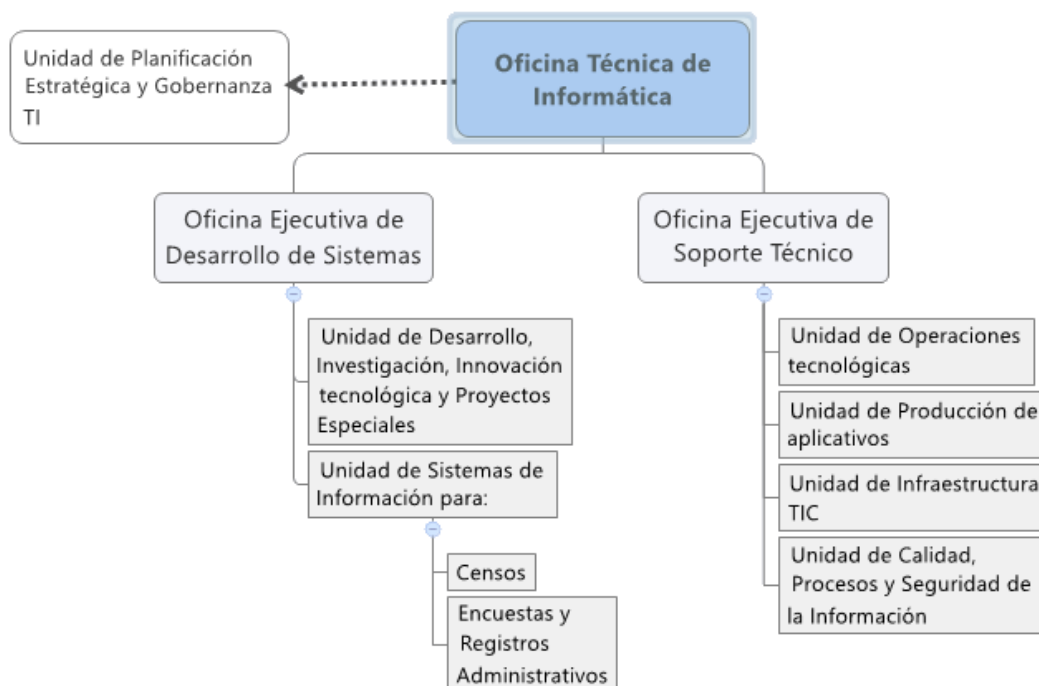 Unidad de Planificación
Estratégica y Gobernanza
TI
Oficina Técnica de
Informática
Oficina Ejecutiva de
Desarrollo de Sistemas
Oficina Ejecutiva de
Soporte Técnico
Unidad de Desarrollo,
Investigación, Innovación
tecnológica y Proyectos
Especiales
Unidad de Sistemas de
Información para:
Censos
Encuestas y
Registros
Administrativos
Unidad de Operaciones
tecnológicas
Unidad de Producción de
aplicativos
Unidad de Infraestructura
TIC
Unidad de Calidad,
Procesos y Seguridad de
la Información